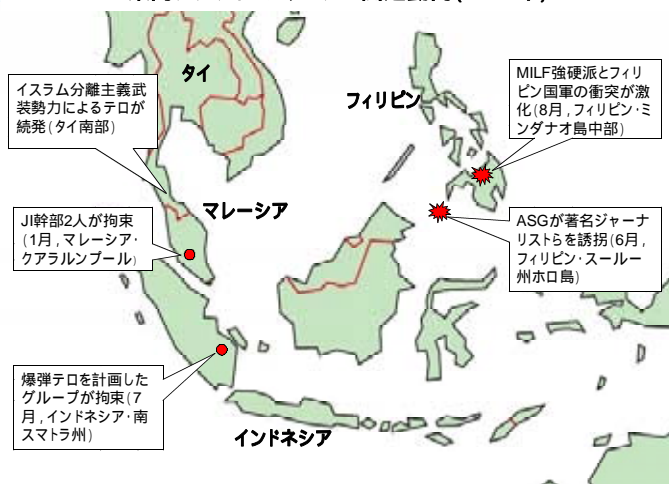 タイ
フィリピン
マレーシア
インドネシア
イスラム分離主義武
装勢力によるテロが
続発(タイ南部)
MILF強硬派とフィリ
ピン国軍の衝突が激
化(8月,フィリピン・ミ
ンダナオ島中部)
JI幹部2人が拘束
(1月,マレーシア・
クアラルンプール)
ASGが著名ジャーナ
リストらを誘拐(6月,
フィリピン・スールー
州ホロ島)
爆弾テロを計画した
グループが拘束(7
月,インドネシア・南
スマトラ州)